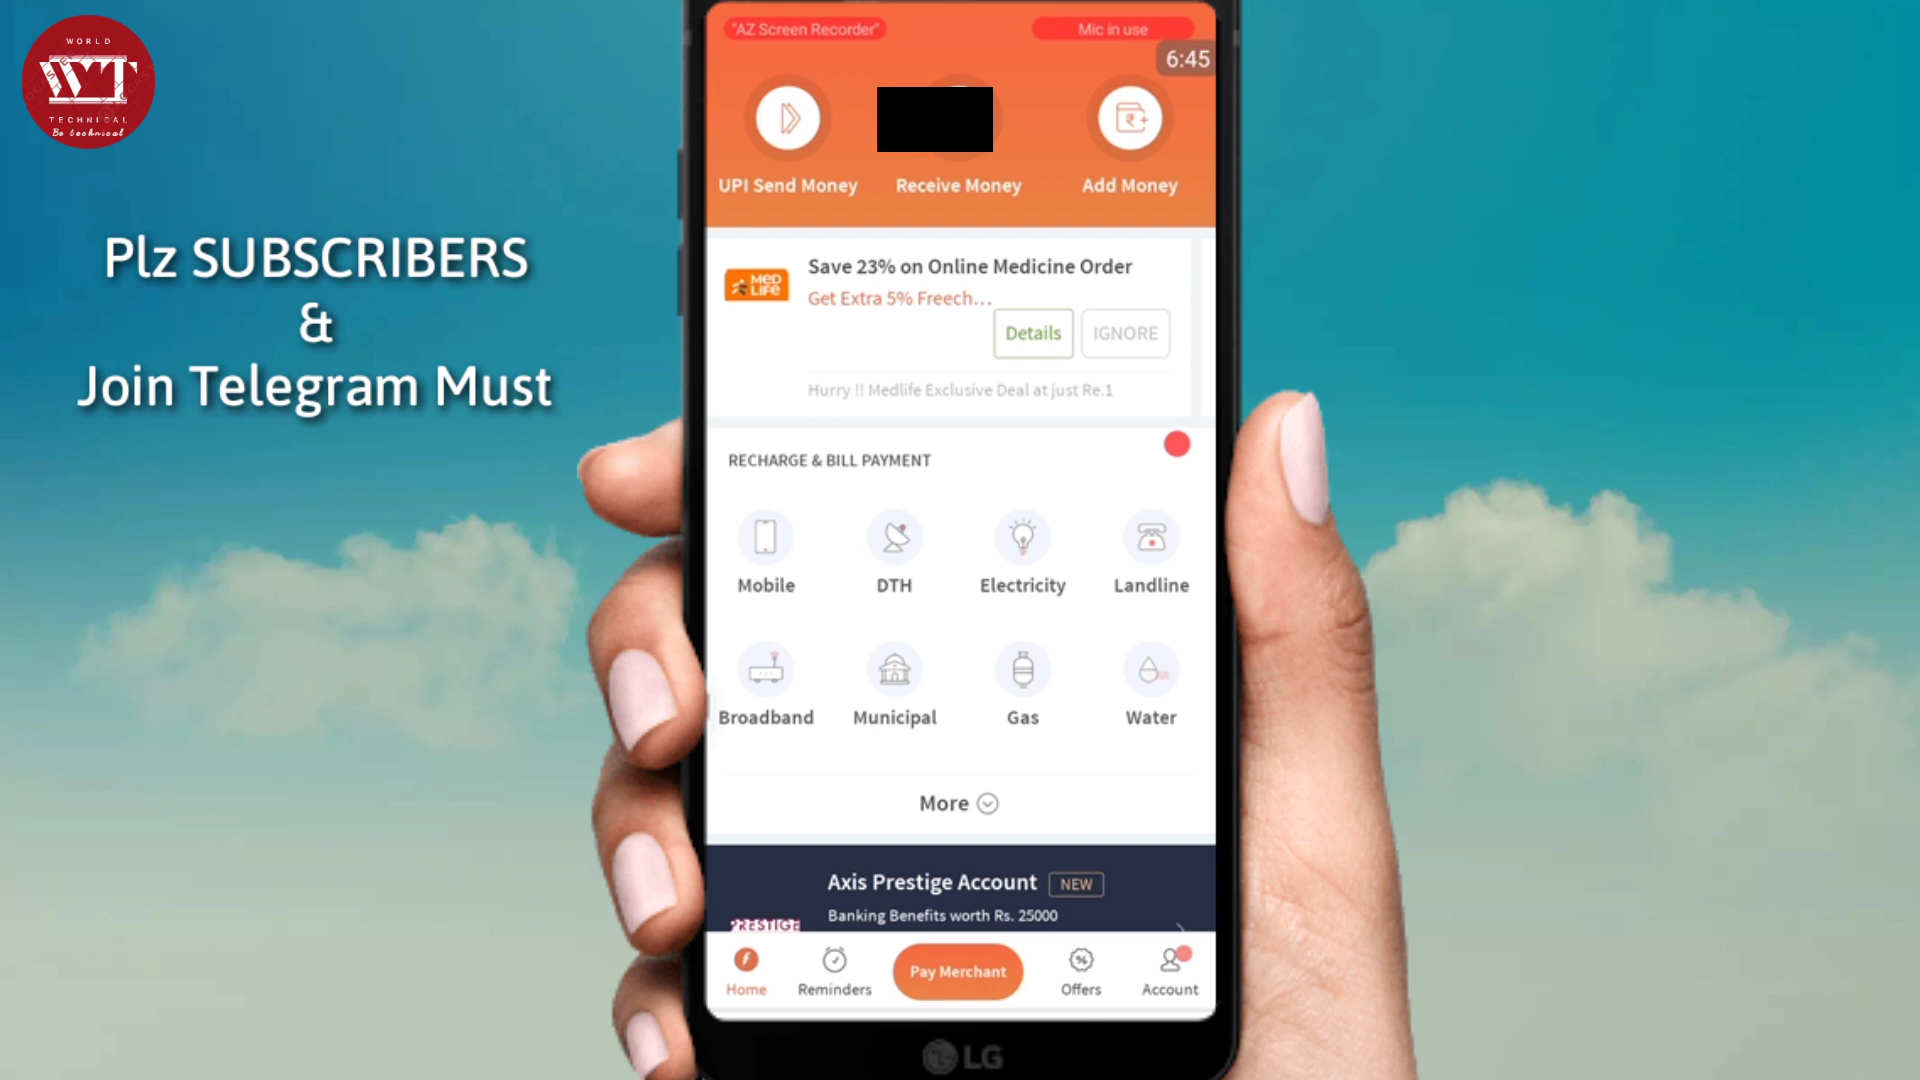 WORLD
WT
TECHNICAL
Be technical
Plz SUBSCRIBERS
&
Join Telegram Must
"AZ Screen Recorder"
Mic in use
6:45
UPI Send Money
Receive Money
Add Money
MED
LIFE
Save 23% on Online Medicine Order
Get Extra 5% Freech...
Details
IGNORE
Hurry !! Medlife Exclusive Deal at just Re.1
RECHARGE & BILL PAYMENT
Mobile
DTH
Electricity
Landline
Broadband
Municipal
Gas
Water
More
Axis Prestige Account
NEW
Banking Benefits worth Rs. 25000
PRESTIGE
Home
Reminders
Pay Merchant
Offers
Account
LG